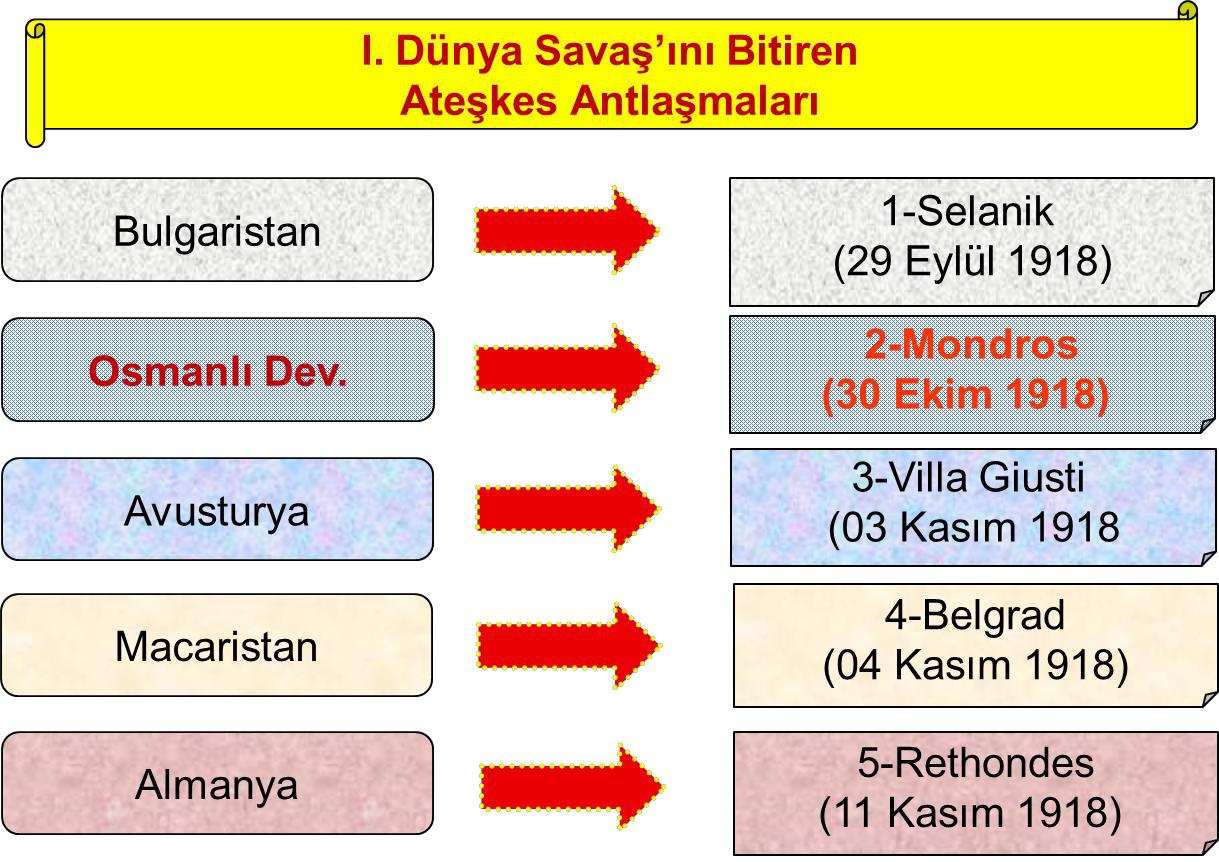 I. Dünya Savaş’ını Bitiren
Ateşkes Antlaşmaları
Bulgaristan
1-Selanik
(29 Eylül 1918)
Osmanlı Dev.
2-Mondros
(30 Ekim 1918)
Avusturya
3-Villa Giusti
(03 Kasım 1918
Macaristan
4-Belgrad
(04 Kasım 1918)
Almanya
5-Rethondes
(11 Kasım 1918)